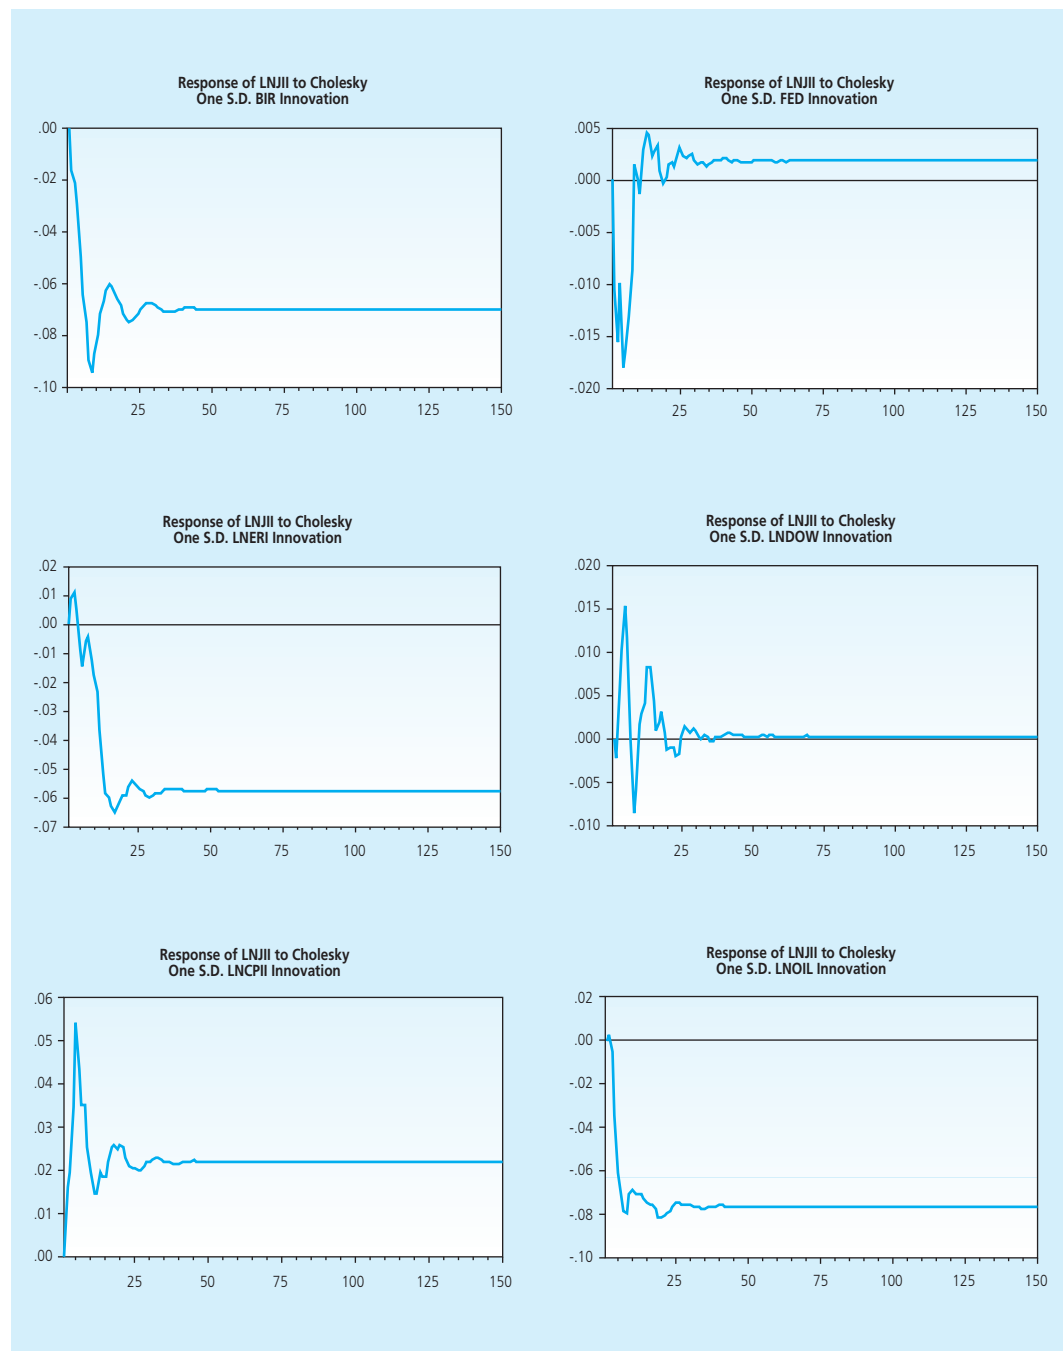 Response of LNJII to Cholesky
One S.D. BIR Innovation
.00
-.02
-.04
-.06
-.08
-.10
25 50 75 100 125 150
Response of LNJII to Cholesky
One S.D. FED Innovation
.005
.000
-.005
-.010
-.015
-.020
25 50 75 100 125 150
Response of LNJII to Cholesky
One S.D. LNERI Innovation
.02
.01
.00
-.01
-.02
-.03
-.04
-.05
-.06
-.07
25 50 75 100 125 150
Response of LNJII to Cholesky
One S.D. LNDOW Innovation
.020
.015
.010
.005
.000
-.005
-.010
25 50 75 100 125 150
Response of LNJII to Cholesky
One S.D. LNCPII Innovation
.06
.05
.04
.03
.02
.01
.00
25 50 75 100 125 150
Response of LNJII to Cholesky
One S.D. LNOIL Innovation
.02
.00
-.02
-.04
-.06
-.08
-.10
25 50 75 100 125 150